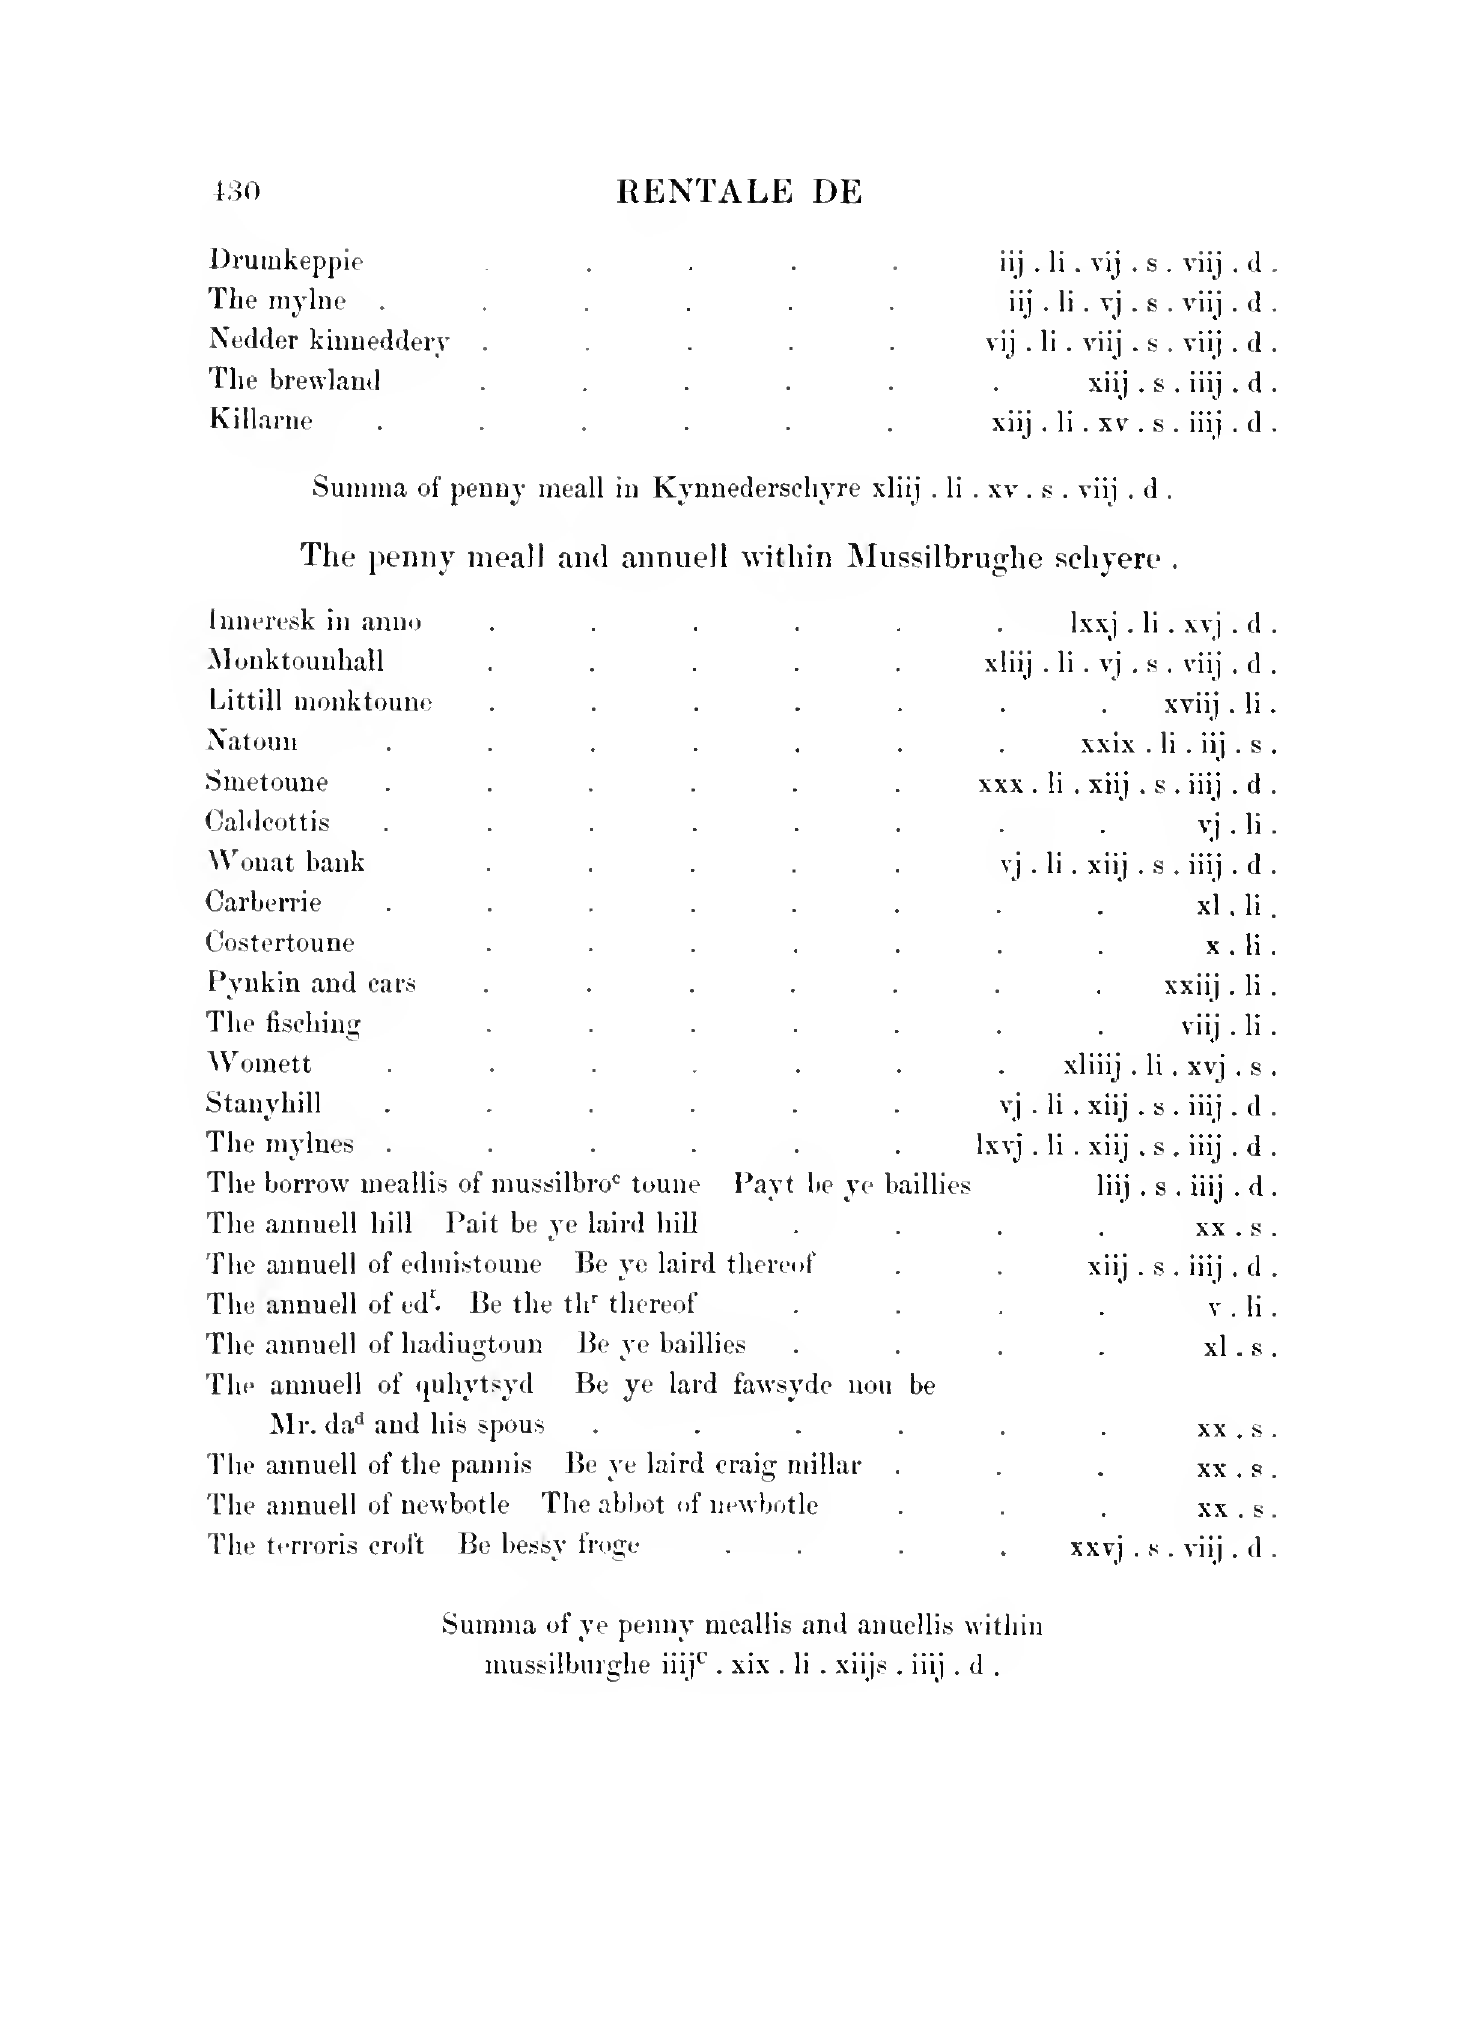 430 RENTALE DE
Drumkeppie . . . . . iij . li . vij . s . viij . d .
The mylne . . . . . . iij . li . vj . s . viij . d .
Nedder kinneddery . . . . . vij . li . viij . s . viij . d .
The brewland . . . . . . xiij . s . iiij . d .
Killarne . . . . . . xiij . li . xv . s . iiij . d .
Summa of penny meall in Kynnederschyre xliij . li . xv . s . viij . d .
The penny meall and annuell within Mussilbrughe schyere .
Inneresk in anno . . . . . . lxxj . li . xvj . d .
Monktounhall . . . . . xliij . li . vj . s . viij . d .
Littill monktoune . . . . . . . xviij . li .
Natoun . . . . . . . xxix . li . iij . s .
Smetoune . . . . . . xxx . li . xiij . s . iiij . d .
Caldcottis . . . . . . . . vj . li .
Wonat bank . . . . . vj . li . xiij . s . iiij . d .
Carberrie . . . . . . . . xl . li .
Costertoune . . . . . . . x . li .
Pynkin and cars . . . . . . . xxiij . li .
The fisching . . . . . . . viij . li .
Womett . . . . . . . xliiij . li . xvj . s .
Stanyhill . . . . . . vj . li . xiij . s . iiij . d .
The mylnes . . . . . . lxvj . li . xiij . s . iiij . d .
The borrow meallis of mussilbroᶜ toune Payt be ye baillies liij . s . iiij . d .
The annuell hill Pait be ye laird hill . . . . xx . s .
The annuell of edmistoune Be ye laird thereof . . xiij . s . iiij . d .
The annuell of edʳ. Be the thʳ thereof . . . . v . li .
The annuell of hadingtoun Be ye baillies . . . . xl . s .
The annuell of quhytsyd Be ye lard fawsyde nou be
Mr. daᵈ and his spous . . . . . . xx . s .
The annuell of the pannis Be ye laird craig millar . . . xx . s .
The annuell of newbotle The abbot of newbotle . . . xx . s .
The terroris croft Be bessy froge . . . . xxvj . s . viij . d .
Summa of ye penny meallis and anuellis within
mussilburghe iiijᶜ . xix . li . xiijs . iiij . d .